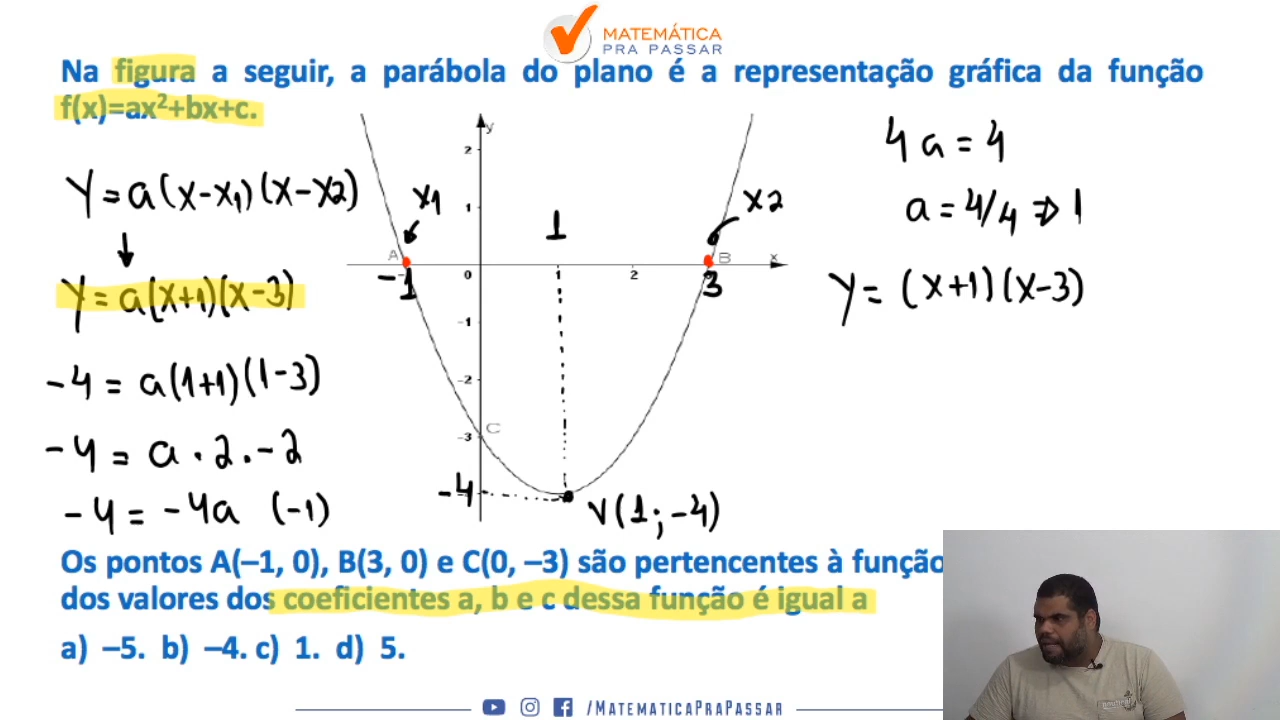 MATEMÁTICA
PRA PASSAR
Na figura a seguir, a parábola do plano é a representação gráfica da função
f(x)=ax²+bx+c.
Y = a(x-x1)(x-x2)
Y = a(x+1)(x-3)
-4 = a(1+1)(1-3)
-4 = a . 2 . -2
-4 = -4a (-1)
y
2
1
x1
1
x2
A
B
x
-1
0
1
2
3
-1
-2
-3
C
-4
V(1; -4)
4a = 4
a = 4/4 ⇒ 1
Y = (x+1)(x-3)
Os pontos A(–1, 0), B(3, 0) e C(0, –3) são pertencentes à função
dos valores dos coeficientes a, b e c dessa função é igual a
a) –5. b) –4. c) 1. d) 5.
/MatematicaPraPassar